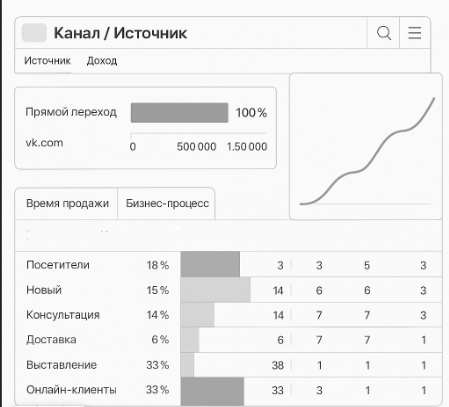 Канал / Источник
Источник Доход
Прямой переход 100 %
vk.com 0 500 000 1.50 000
Время продажи Бизнес-процесс
Посетители 18 % 3 3 5 3
Новый 15 % 14 6 6 3
Консультация 14 % 14 7 7 3
Доставка 6 % 6 7 7 1
Выставление 33 % 38 1 1 1
Онлайн-клиенты 33 % 33 3 1 1